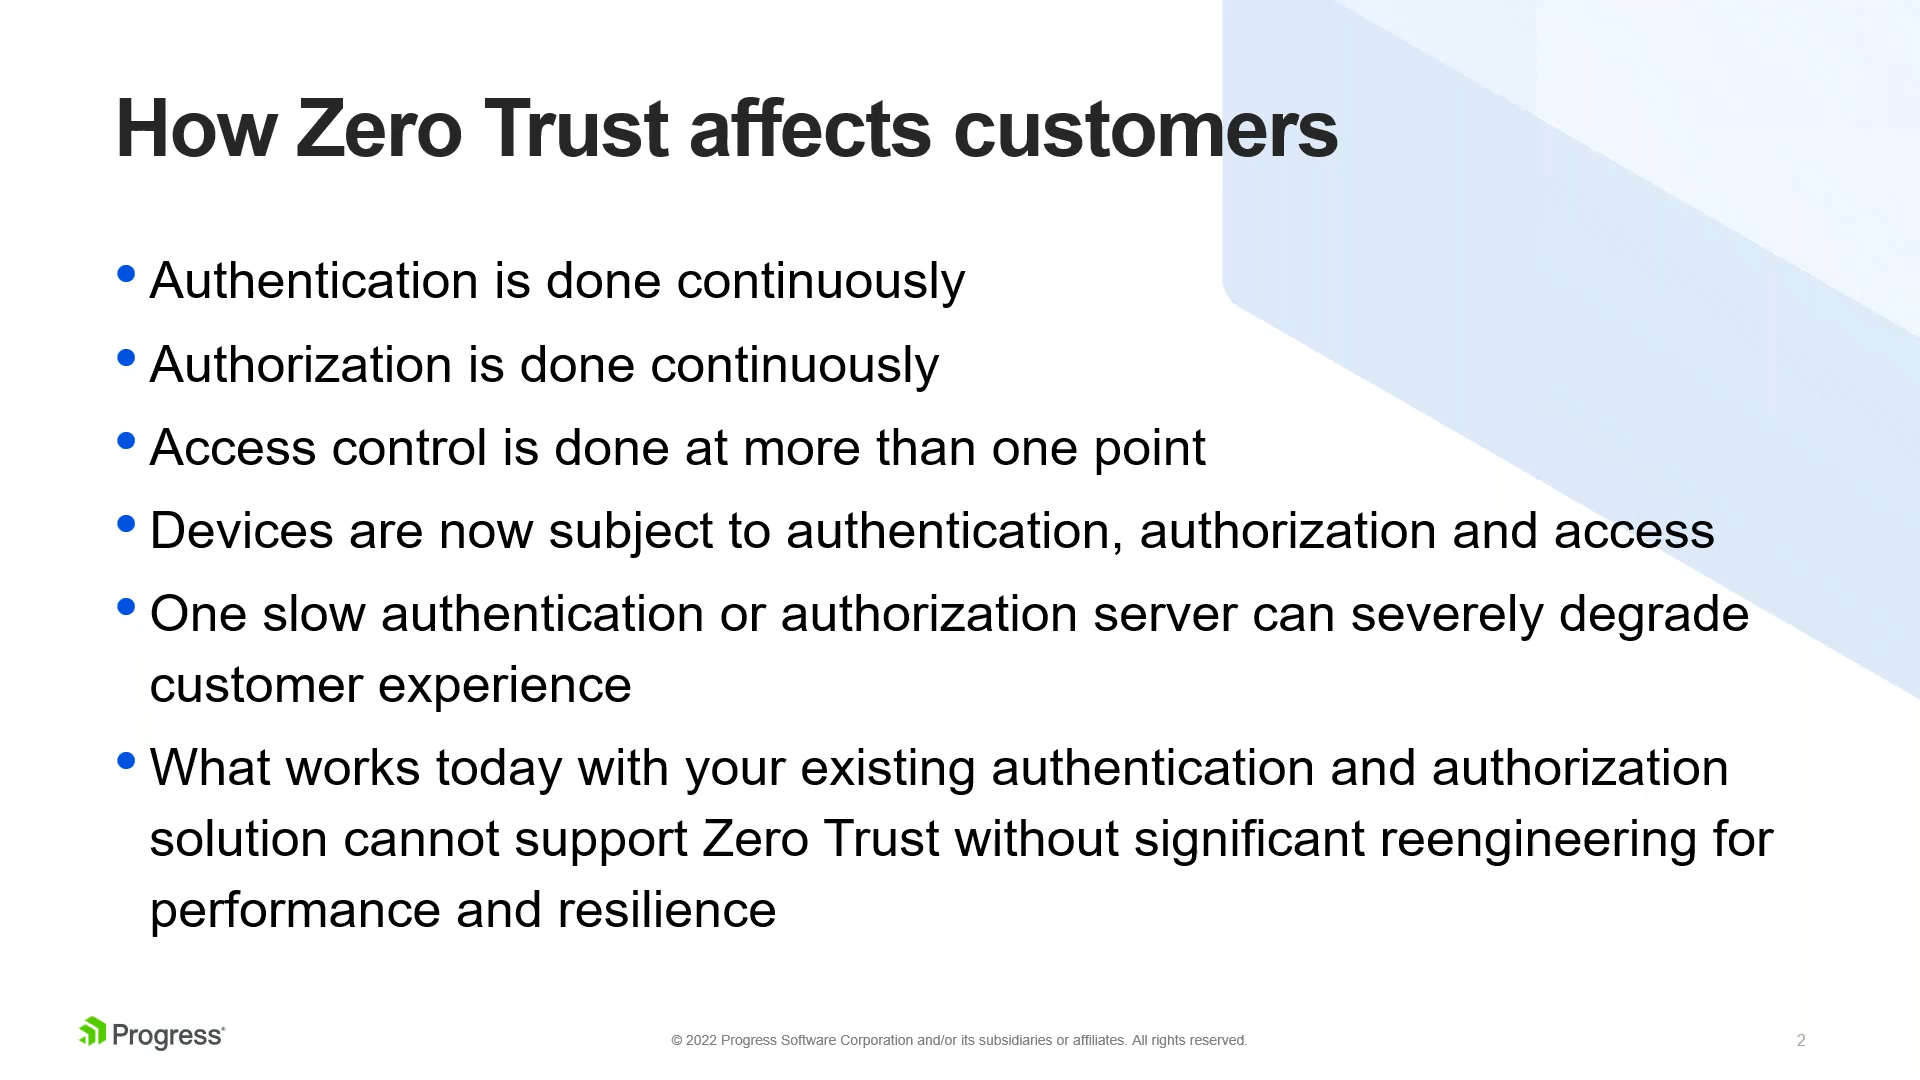 How Zero Trust affects customers
• Authentication is done continuously
• Authorization is done continuously
• Access control is done at more than one point
• Devices are now subject to authentication, authorization and access
• One slow authentication or authorization server can severely degrade
customer experience
• What works today with your existing authentication and authorization
solution cannot support Zero Trust without significant reengineering for
performance and resilience
Progress
© 2022 Progress Software Corporation and/or its subsidiaries or affiliates. All rights reserved.
2